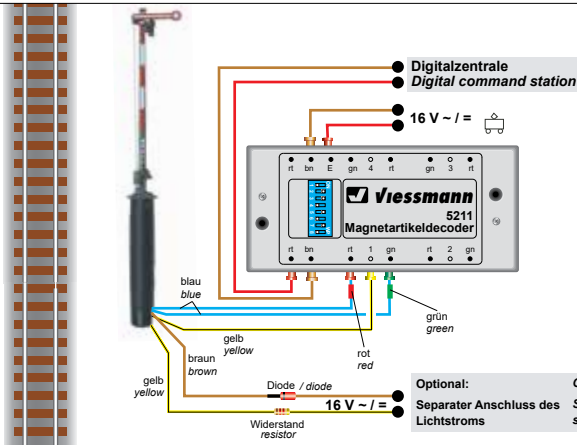 Digitalzentrale
Digital command station
16 V ~ / =
rt bn E gn 4 rt gn 3 rt
viessmann
5211
Magnetartikeldecoder
rt bn rt 1 gn rt 2 gn
blau
blue
grün
green
gelb
yellow
rot
red
braun
brown
gelb
yellow
Diode / diode
16 V ~ / =
Widerstand
resistor
Optional:
Separater Anschluss des
Lichtstroms